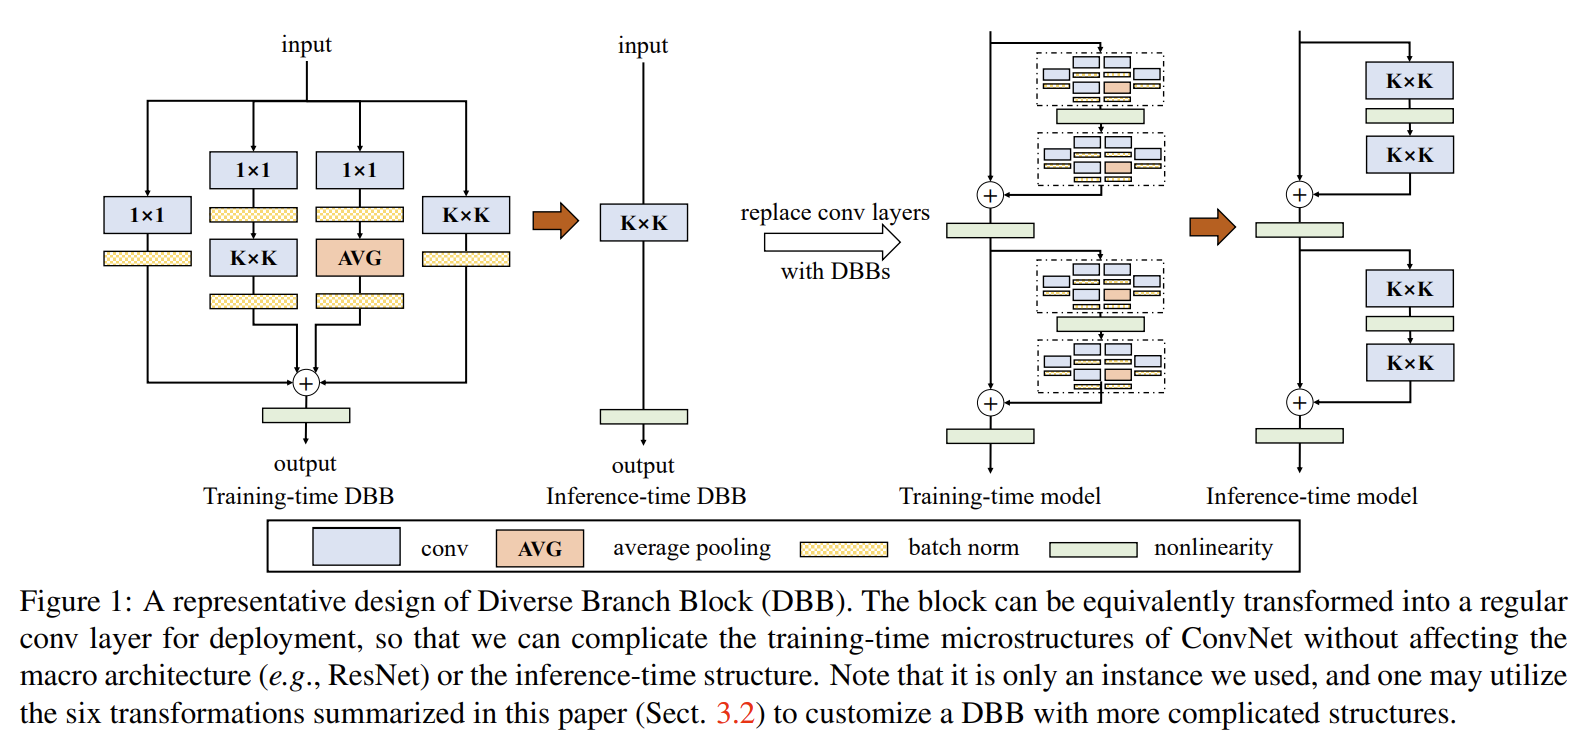 input
1×1
1×1
1×1
K×K
K×K
AVG
+
output
Training-time DBB
input
K×K
output
Inference-time DBB
replace conv layers
with DBBs
+
+
Training-time model
K×K
K×K
+
K×K
K×K
+
Inference-time model
conv
AVG
average pooling
batch norm
nonlinearity
Figure 1: A representative design of Diverse Branch Block (DBB). The block can be equivalently transformed into a regular
conv layer for deployment, so that we can complicate the training-time microstructures of ConvNet without affecting the
macro architecture (e.g., ResNet) or the inference-time structure. Note that it is only an instance we used, and one may utilize
the six transformations summarized in this paper (Sect. 3.2) to customize a DBB with more complicated structures.